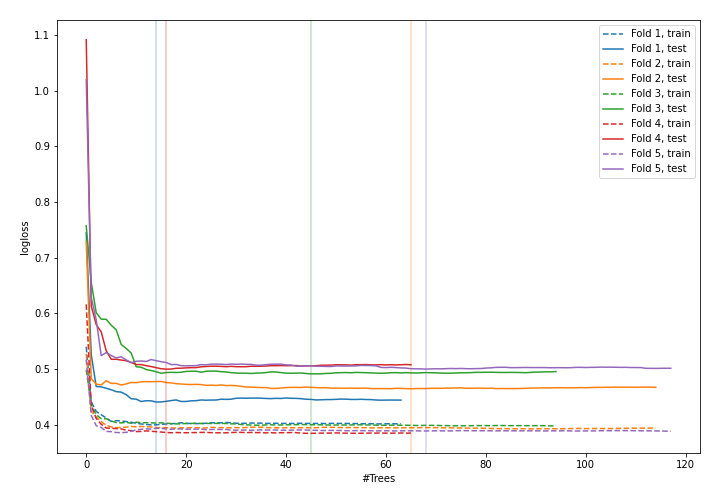 1.1
1.0
0.9
0.8
0.7
0.6
0.5
0.4
logloss
0
20
40
60
80
100
120
#Trees
Fold 1, train
Fold 1, test
Fold 2, train
Fold 2, test
Fold 3, train
Fold 3, test
Fold 4, train
Fold 4, test
Fold 5, train
Fold 5, test